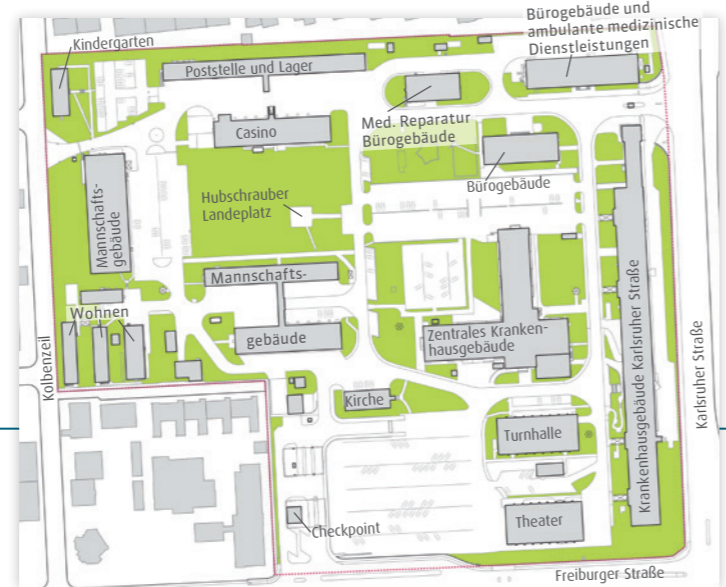 Bürogebäude und
ambulante medizinische
Dienstleistungen
Kindergarten
Poststelle und Lager
Med. Reparatur
Bürogebäude
Casino
Bürogebäude
Mannschafts-
gebäude
Hubschrauber
Landeplatz
Mannschafts-
gebäude
Wohnen
Zentrales Kranken-
hausgebäude
Krankenhausgebäude Karlsruher Straße
Karlsruher Straße
Kolbenzeil
Kirche
Turnhalle
Theater
Checkpoint
Freiburger Straße